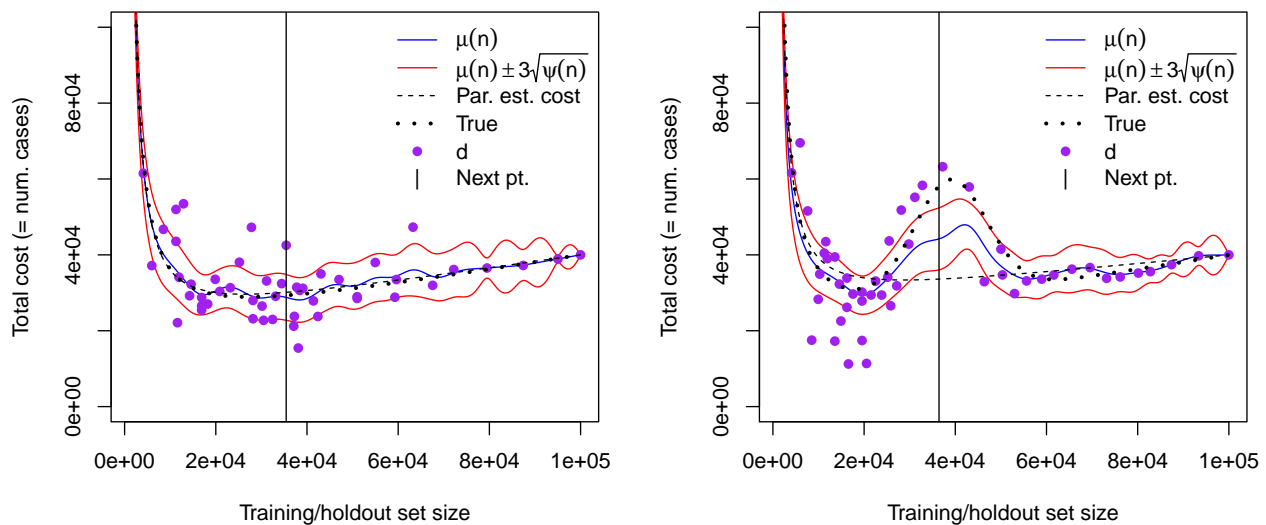 μ(n)
μ(n) ± 3√ψ(n)
Par. est. cost
True
d
Next pt.
Total cost (= num. cases)
0e+00 4e+04 8e+04
0e+00 2e+04 4e+04 6e+04 8e+04 1e+05
Training/holdout set size
μ(n)
μ(n) ± 3√ψ(n)
Par. est. cost
True
d
Next pt.
Total cost (= num. cases)
0e+00 4e+04 8e+04
0e+00 2e+04 4e+04 6e+04 8e+04 1e+05
Training/holdout set size